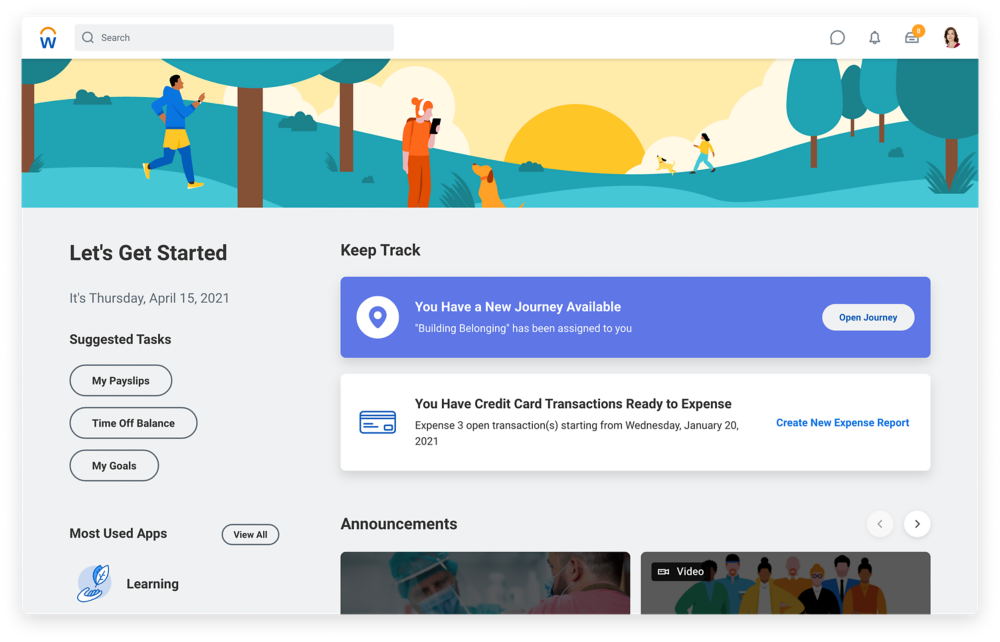 W
Search
8
Let's Get Started
It's Thursday, April 15, 2021
Suggested Tasks
My Payslips
Time Off Balance
My Goals
Most Used Apps
View All
Learning
Keep Track
You Have a New Journey Available
"Building Belonging" has been assigned to you
Open Journey
You Have Credit Card Transactions Ready to Expense
Expense 3 open transaction(s) starting from Wednesday, January 20,
2021
Create New Expense Report
Announcements
Video